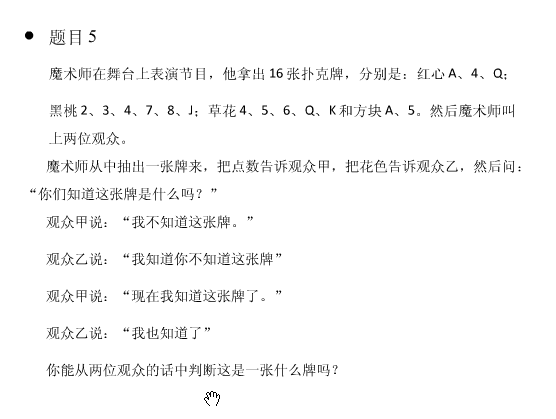 ● 题目 5
魔术师在舞台上表演节目，他拿出 16 张扑克牌，分别是：红心 A、4、Q；
黑桃 2、3、4、7、8、J；草花 4、5、6、Q、K 和方块 A、5。然后魔术师叫
上两位观众。
魔术师从中抽出一张牌来，把点数告诉观众甲，把花色告诉观众乙，然后问：
“你们知道这张牌是什么吗？”
观众甲说：“我不知道这张牌。”
观众乙说：“我知道你不知道这张牌”
观众甲说：“现在我知道这张牌了。”
观众乙说：“我也知道了”
你能从两位观众的话中判断这是一张什么牌吗？